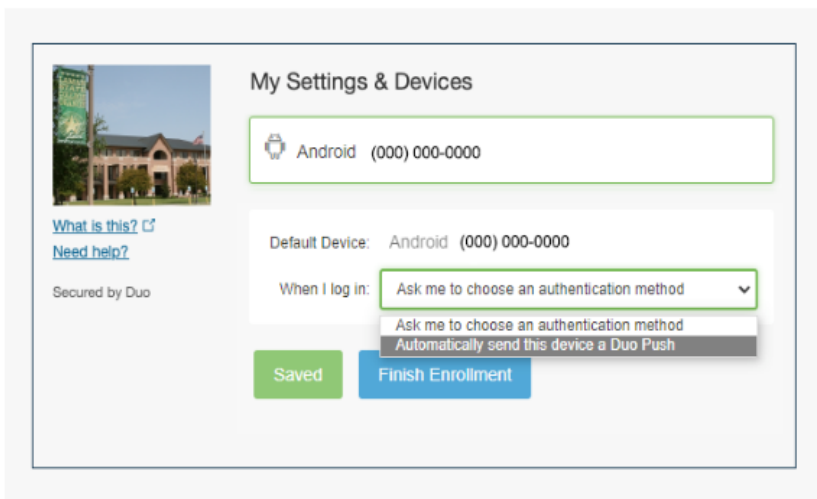 My Settings & Devices
Android (000) 000-0000
What is this?
Need help?
Secured by Duo
Default Device: Android (000) 000-0000
When I log in: Ask me to choose an authentication method
Ask me to choose an authentication method
Automatically send this device a Duo Push
Saved
Finish Enrollment